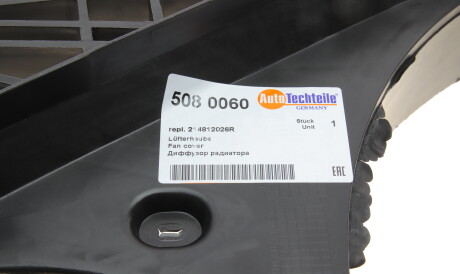 508 0060
AutoTechteile
GERMANY
repl. 214812026R
Stück
Unit 1
Lüfterhaube
Fan cover
Диффузор радиатора
EAC